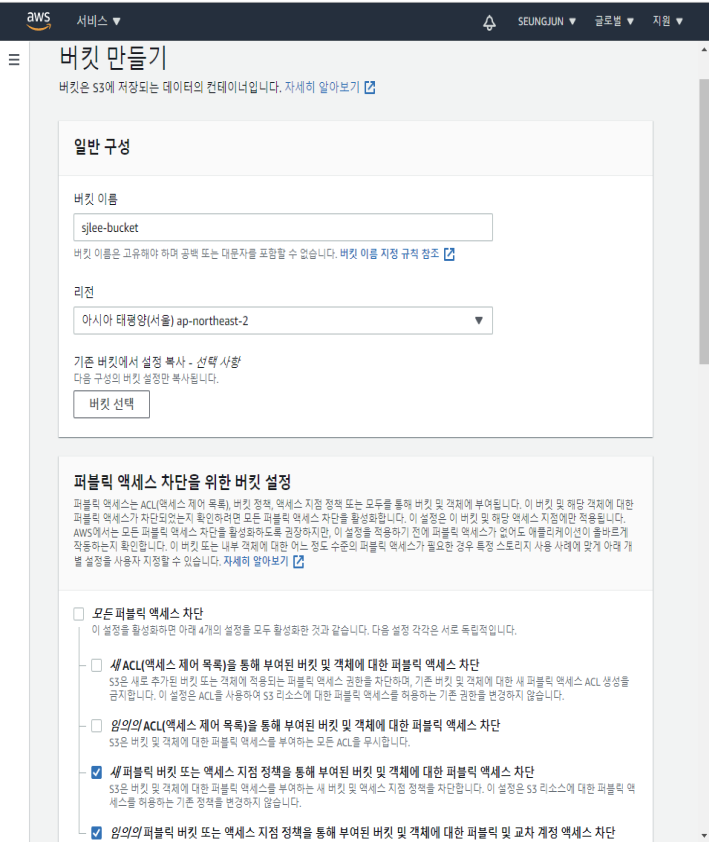 aws 서비스 ▼ SEUNGJUN ▼ 글로벌 ▼ 지원 ▼
버킷 만들기
버킷은 S3에 저장되는 데이터의 컨테이너입니다. 자세히 알아보기
일반 구성
버킷 이름
sjlee-bucket
버킷 이름은 고유해야 하며 공백 또는 대문자를 포함할 수 없습니다. 버킷 이름 지정 규칙 참조
리전
아시아 태평양(서울) ap-northeast-2 ▼
기존 버킷에서 설정 복사 - 선택 사항
다음 구성의 버킷 설정만 복사됩니다.
버킷 선택
퍼블릭 액세스 차단을 위한 버킷 설정
퍼블릭 액세스는 ACL(액세스 제어 목록), 버킷 정책, 액세스 지점 정책 또는 모두를 통해 버킷 및 객체에 부여됩니다. 이 버킷 및 해당 객체에 대한
퍼블릭 액세스가 차단되었는지 확인하려면 모든 퍼블릭 액세스 차단을 활성화합니다. 이 설정은 이 버킷 및 해당 액세스 지점에만 적용됩니다.
AWS에서는 모든 퍼블릭 액세스 차단을 활성화하도록 권장하지만, 이 설정을 적용하기 전에 퍼블릭 액세스가 없어도 애플리케이션이 올바르게
작동하는지 확인합니다. 이 버킷 또는 내부 객체에 대한 어느 정도 수준의 퍼블릭 액세스가 필요한 경우 특정 스토리지 사용 사례에 맞게 아래 개
별 설정을 사용자 지정할 수 있습니다. 자세히 알아보기
모든 퍼블릭 액세스 차단
이 설정을 활성화하면 아래 4개의 설정을 모두 활성화한 것과 같습니다. 다음 설정 각각은 서로 독립적입니다.
새 ACL(액세스 제어 목록)을 통해 부여된 버킷 및 객체에 대한 퍼블릭 액세스 차단
S3은 새로 추가된 버킷 또는 객체에 적용되는 퍼블릭 액세스 권한을 차단하며, 기존 버킷 및 객체에 대한 새 퍼블릭 액세스 ACL 생성을
금지합니다. 이 설정은 ACL을 사용하여 S3 리소스에 대한 퍼블릭 액세스를 허용하는 기존 권한을 변경하지 않습니다.
임의의 ACL(액세스 제어 목록)을 통해 부여된 버킷 및 객체에 대한 퍼블릭 액세스 차단
S3은 버킷 및 객체에 대한 퍼블릭 액세스를 부여하는 모든 ACL을 무시합니다.
새 퍼블릭 버킷 또는 액세스 지점 정책을 통해 부여된 버킷 및 객체에 대한 퍼블릭 액세스 차단
S3은 버킷 및 객체에 대한 퍼블릭 액세스를 부여하는 새 버킷 및 액세스 지점 정책을 차단합니다. 이 설정은 S3 리소스에 대한 퍼블릭 액
세스를 허용하는 기존 정책을 변경하지 않습니다.
임의의 퍼블릭 버킷 또는 액세스 지점 정책을 통해 부여된 버킷 및 객체에 대한 퍼블릭 및 교차 계정 액세스 차단